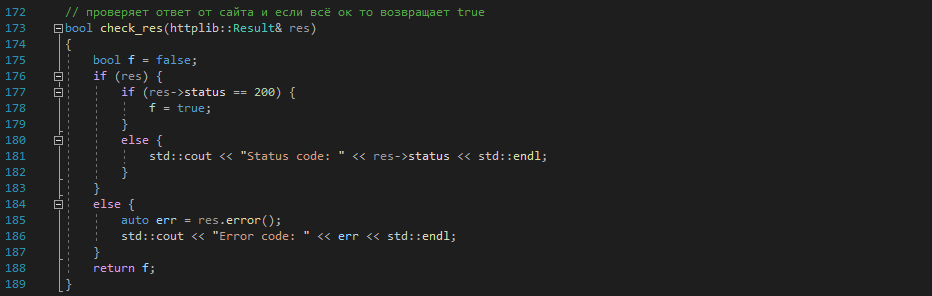 172 // проверяет ответ от сайта и если всё ок то возвращает true
173 bool check_res(httplib::Result& res)
174 {
175     bool f = false;
176     if (res) {
177         if (res->status == 200) {
178             f = true;
179         }
180         else {
181             std::cout << "Status code: " << res->status << std::endl;
182         }
183     }
184     else {
185         auto err = res.error();
186         std::cout << "Error code: " << err << std::endl;
187     }
188     return f;
189 }